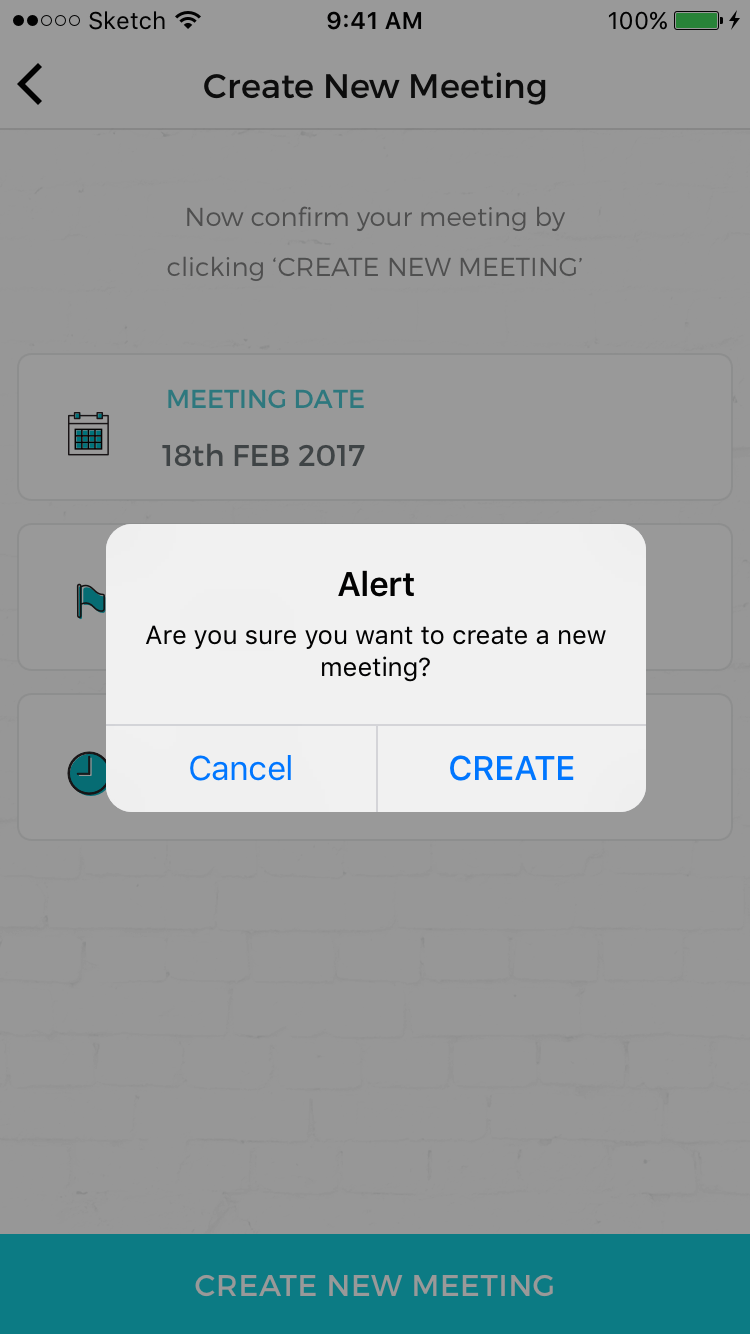 Sketch 9:41 AM 100%
Create New Meeting
Now confirm your meeting by
clicking ‘CREATE NEW MEETING’
MEETING DATE
18th FEB 2017
Alert
Are you sure you want to create a new
meeting?
Cancel CREATE
CREATE NEW MEETING